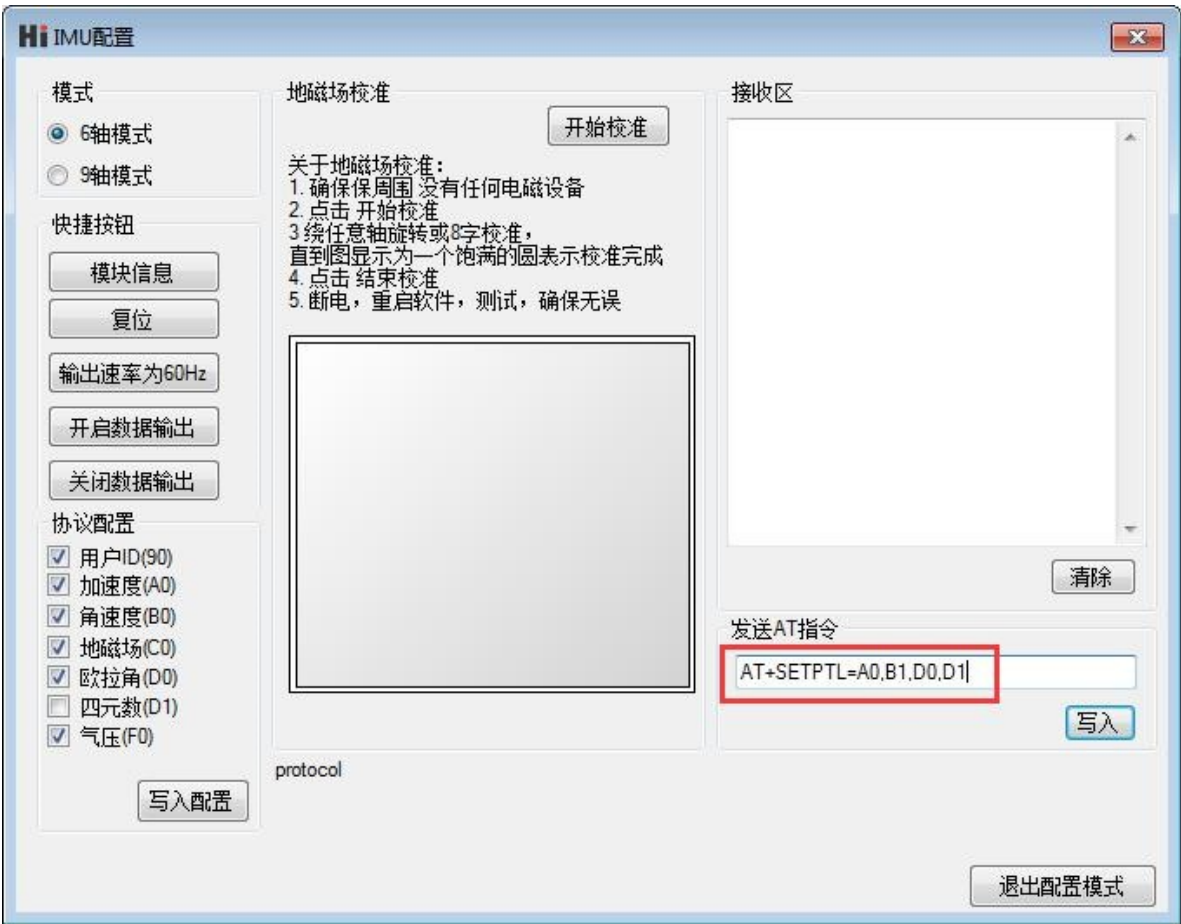 Hi IMU配置
模式
6轴模式
9轴模式
快捷按钮
模块信息
复位
输出速率为60Hz
开启数据输出
关闭数据输出
协议配置
用户ID(90)
加速度(A0)
角速度(B0)
地磁场(C0)
欧拉角(D0)
四元数(D1)
气压(F0)
写入配置
地磁场校准
开始校准
关于地磁场校准：
1. 确保保周围 没有任何电磁设备
2. 点击 开始校准
3 绕任意轴旋转或8字校准，
直到图显示为一个饱满的圆表示校准完成
4. 点击 结束校准
5. 断电，重启软件，测试，确保无误
protocol
接收区
清除
发送AT指令
AT+SETPTL=A0,B1,D0,D1
写入
退出配置模式